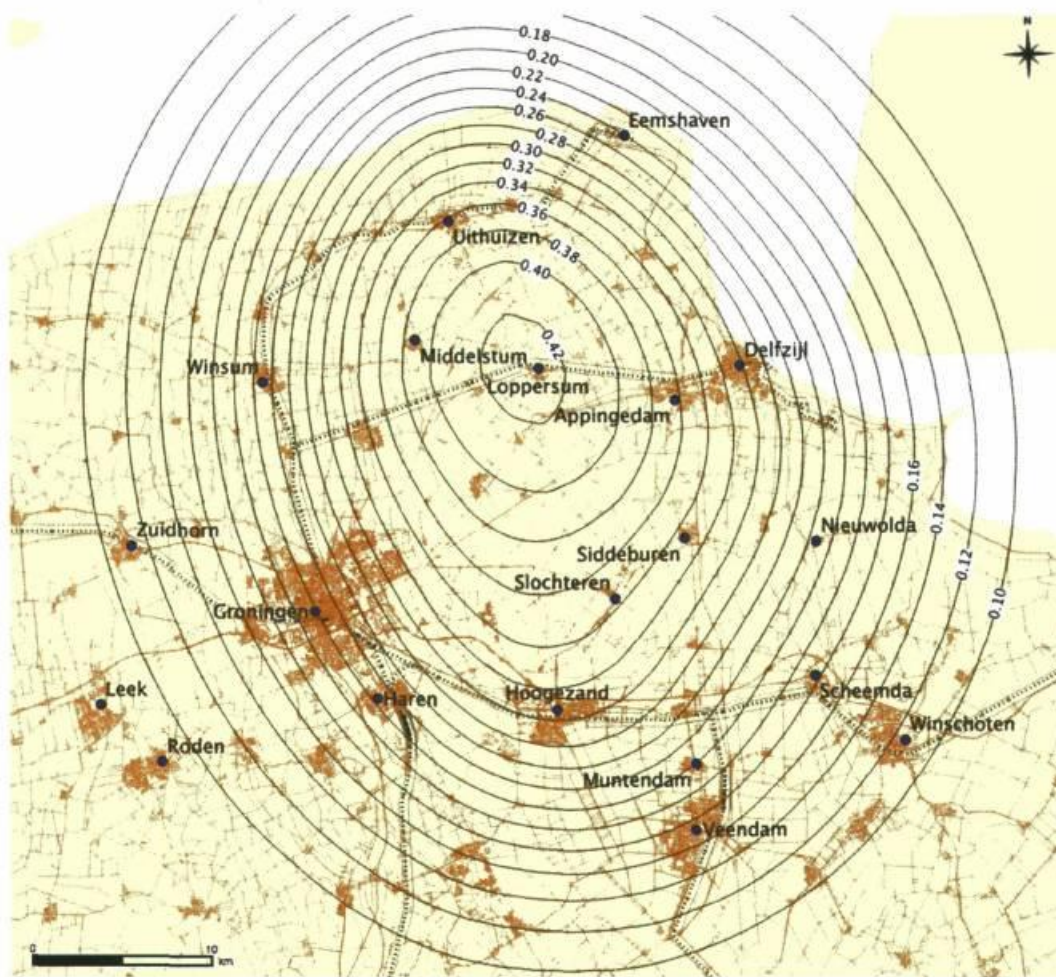 N
0.18
0.20
0.22
0.24
0.26
0.28
0.30
0.32
0.34
0.36
0.38
0.40
0.42
Eemshaven
Uithuizen
Middelstum
Winsum
Loppersum
Delfzijl
Appingedam
0.16
0.14
0.12
0.10
Zuidhorn
Nieuwolda
Siddeburen
Slochteren
Groningen
Leek
Haren
Hoogezand
Scheemda
Winschoten
Roden
Muntendam
Veendam
0
10
km